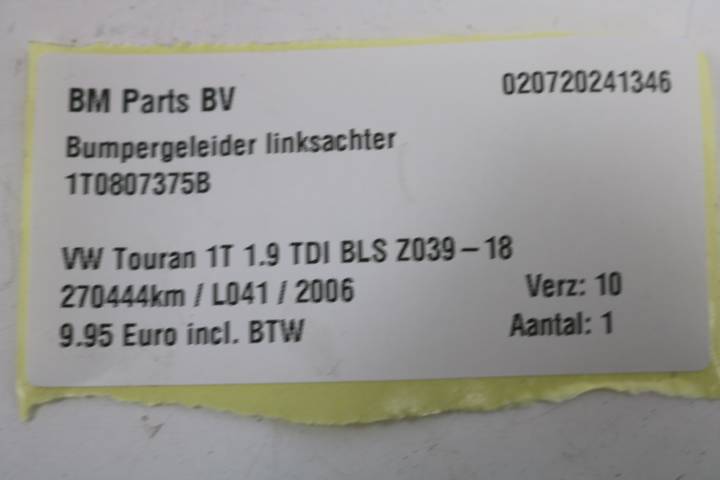 BM Parts BV 020720241346
Bumpergeleider linksachter
1T0807375B
VW Touran 1T 1.9 TDI BLS Z039-18
270444km / L041 / 2006 Verz: 10
9.95 Euro incl. BTW Aantal: 1